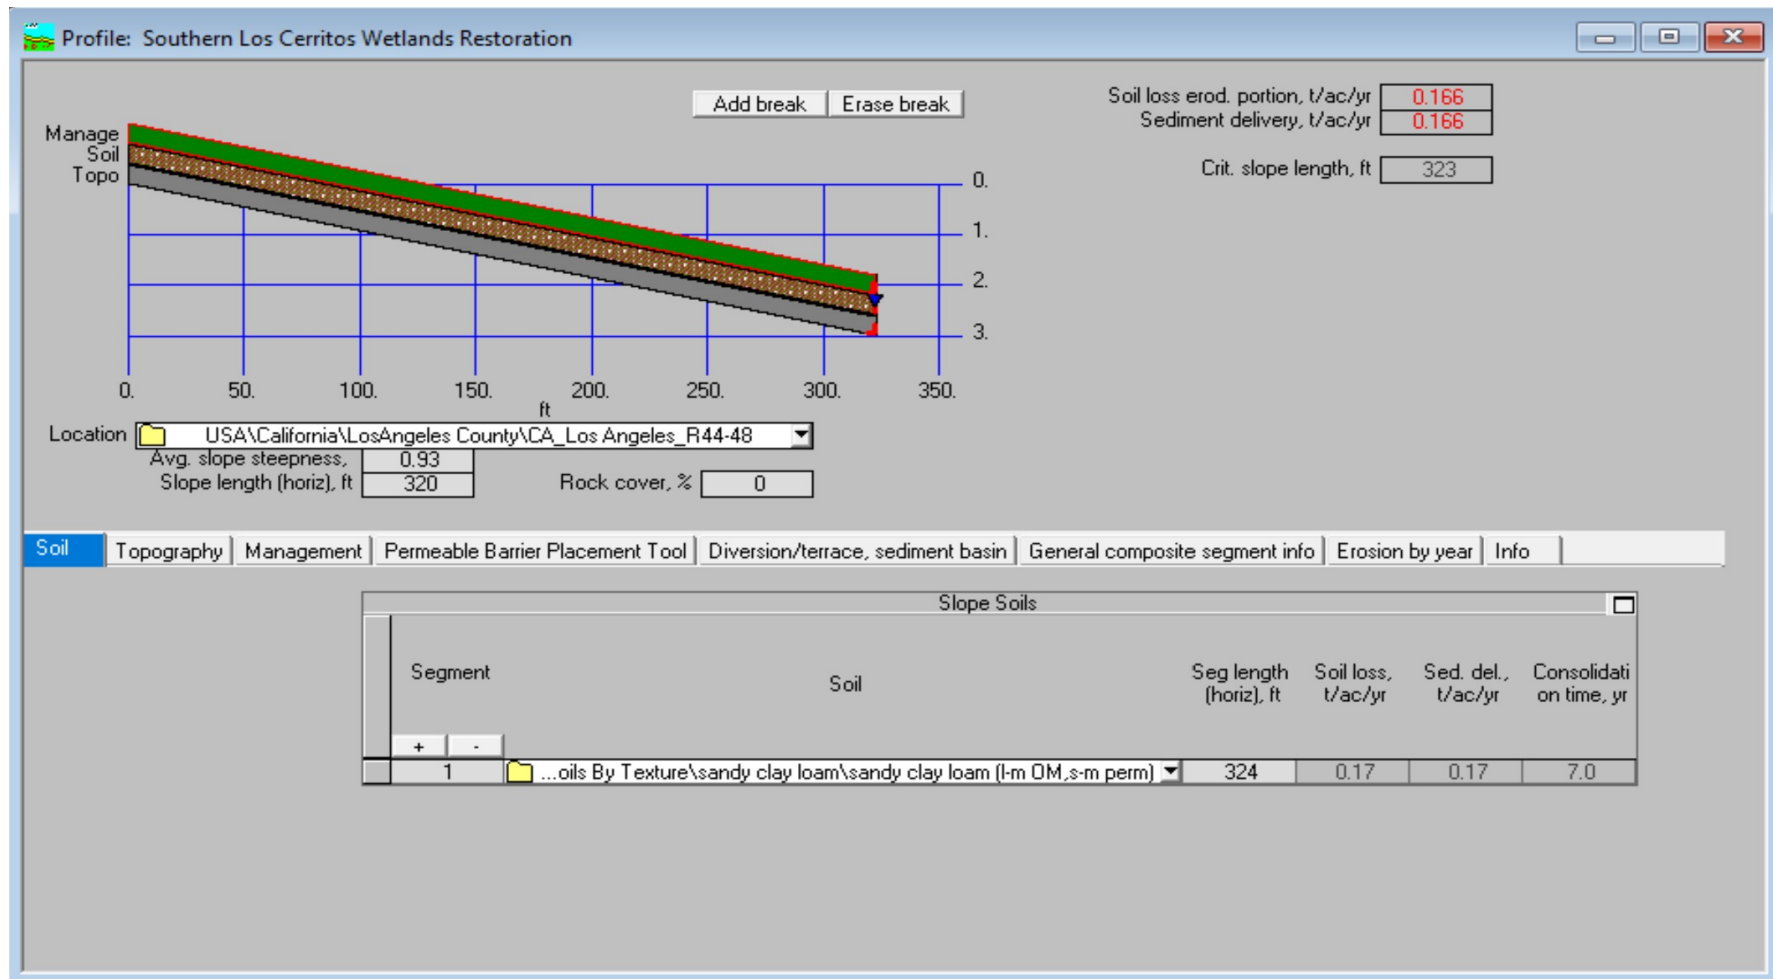 Profile: Southern Los Cerritos Wetlands Restoration
Add break Erase break
Soil loss erod. portion, t/ac/yr 0.166
Sediment delivery, t/ac/yr 0.166
Crit. slope length, ft 323
Manage
Soil
Topo
0.
1.
2.
3.
0. 50. 100. 150. 200. 250. 300. 350.
ft
Location USA\California\LosAngeles County\CA_Los Angeles_R44-48
Avg. slope steepness, 0.93
Slope length (horiz), ft 320 Rock cover, % 0
Soil Topography Management Permeable Barrier Placement Tool Diversion/terrace, sediment basin General composite segment info Erosion by year Info
Slope Soils
Segment Soil Seg length (horiz), ft Soil loss, t/ac/yr Sed. del., t/ac/yr Consolidati on time, yr
+ -
1 ...oils By Texture\sandy clay loam\sandy clay loam (l-m OM,s-m perm) 324 0.17 0.17 7.0